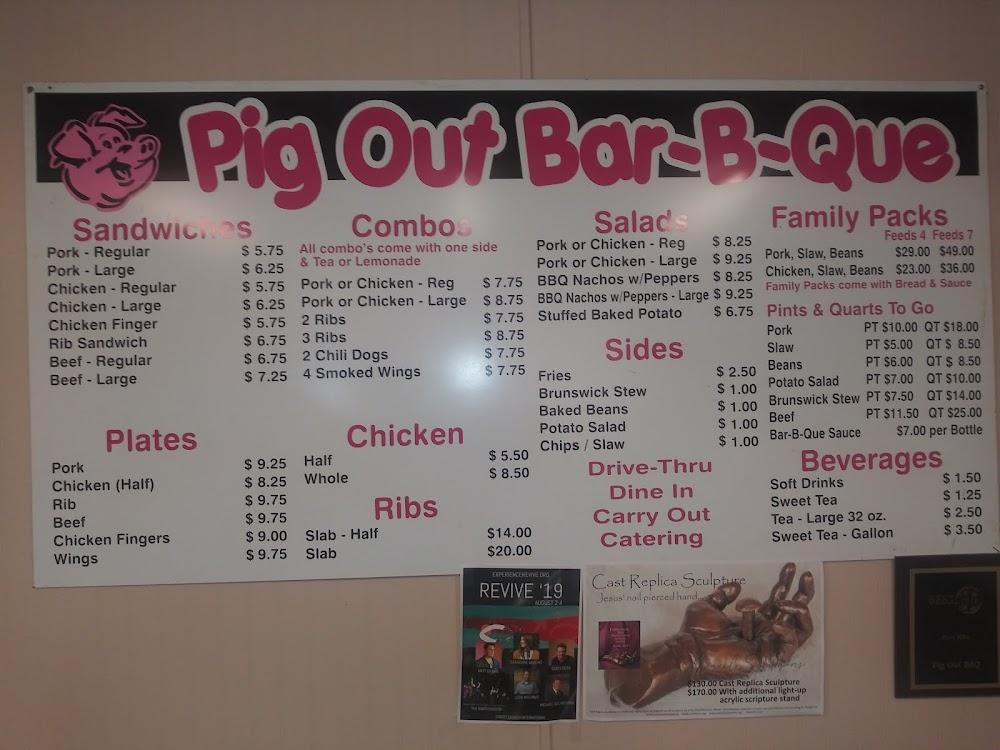 Pig Out Bar-B-Que
Sandwiches
Pork - Regular $ 5.75
Pork - Large $ 6.25
Chicken - Regular $ 5.75
Chicken - Large $ 6.25
Chicken Finger $ 5.75
Rib Sandwich $ 6.75
Beef - Regular $ 6.75
Beef - Large $ 7.25
Plates
Pork $ 9.25
Chicken (Half) $ 8.25
Rib $ 9.75
Beef $ 9.75
Chicken Fingers $ 9.00
Wings $ 9.75
Combos
All combo's come with one side
& Tea or Lemonade
Pork or Chicken - Reg $ 7.75
Pork or Chicken - Large $ 8.75
2 Ribs $ 7.75
3 Ribs $ 8.75
2 Chili Dogs $ 7.75
4 Smoked Wings $ 7.75
Chicken
Half $ 5.50
Whole $ 8.50
Ribs
Slab - Half $14.00
Slab $20.00
Salads
Pork or Chicken - Reg $ 8.25
Pork or Chicken - Large $ 9.25
BBQ Nachos w/Peppers $ 8.25
BBQ Nachos w/Peppers - Large $ 9.25
Stuffed Baked Potato $ 6.75
Sides
Fries $ 2.50
Brunswick Stew $ 1.00
Baked Beans $ 1.00
Potato Salad $ 1.00
Chips / Slaw $ 1.00
Drive-Thru
Dine In
Carry Out
Catering
Family Packs
Feeds 4 Feeds 7
Pork, Slaw, Beans $29.00 $49.00
Chicken, Slaw, Beans $23.00 $36.00
Family Packs come with Bread & Sauce
Pints & Quarts To Go
Pork PT $10.00 QT $18.00
Slaw PT $5.00 QT $ 8.50
Beans PT $6.00 QT $ 8.50
Potato Salad PT $7.00 QT $10.00
Brunswick Stew PT $7.50 QT $14.00
Beef PT $11.50 QT $25.00
Bar-B-Que Sauce $7.00 per Bottle
Beverages
Soft Drinks $ 1.50
Sweet Tea $ 1.25
Tea - Large 32 oz. $ 2.50
Sweet Tea - Gallon $ 3.50
EXPERIENCEREVIVE.ORG
REVIVE '19
AUGUST 2-4
Cast Replica Sculpture
Jesus' nail pierced hand...
$130.00 Cast Replica Sculpture
$170.00 With additional light-up
acrylic scripture stand
BEST
Pig Out BBQ